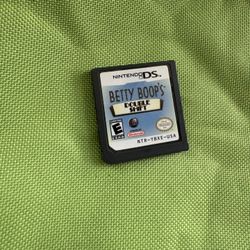 NINTENDO DS
BETTY BOOP'S
DOUBLE
SHIFT
E
NTR-YBXE-USA